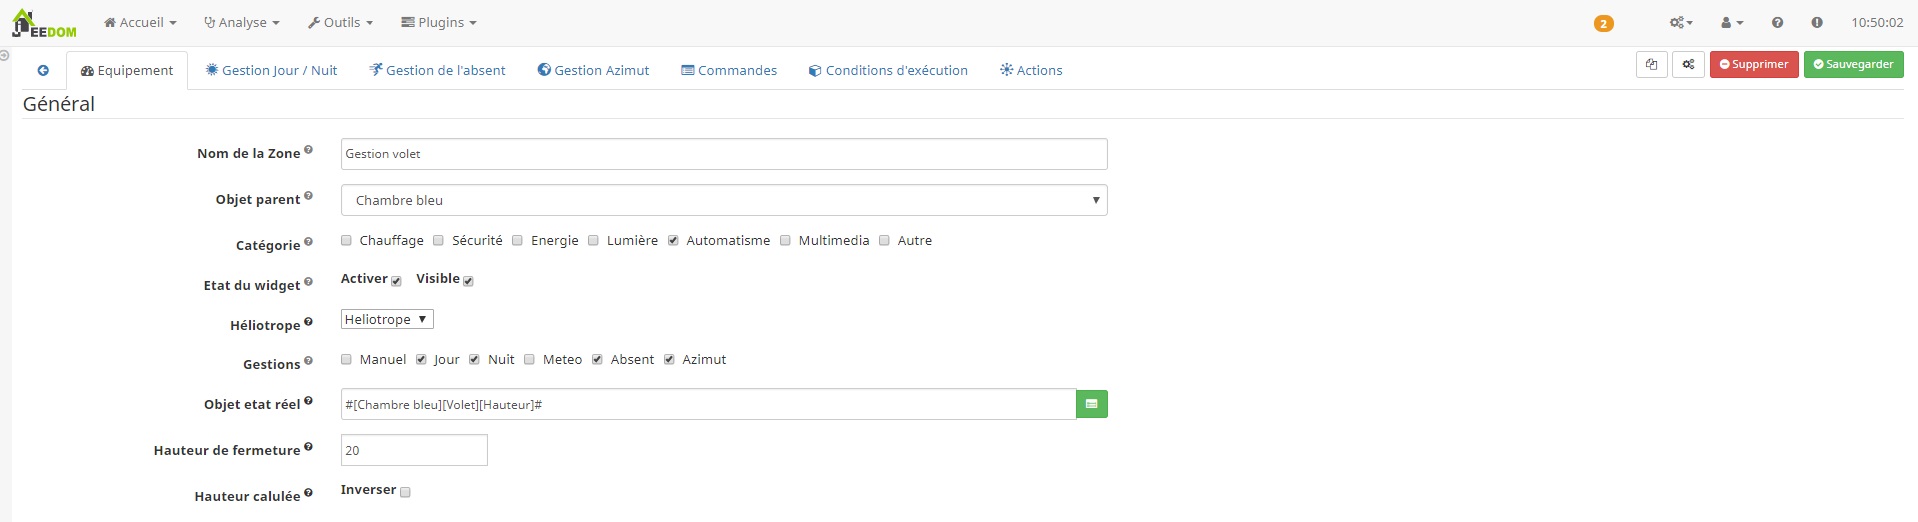 JEEDOM Accueil Analyse Outils Plugins 2 10:50:02
Equipement Gestion Jour / Nuit Gestion de l'absent Gestion Azimut Commandes Conditions d'exécution Actions Supprimer Sauvegarder
Général
Nom de la Zone ? Gestion volet
Objet parent ? Chambre bleu
Catégorie ? Chauffage Sécurité Energie Lumière Automatisme Multimedia Autre
Etat du widget ? Activer Visible
Héliotrope ? Heliotrope
Gestions ? Manuel Jour Nuit Meteo Absent Azimut
Objet etat réel ? #[Chambre bleu][Volet][Hauteur]#
Hauteur de fermeture ? 20
Hauteur calulée ? Inverser